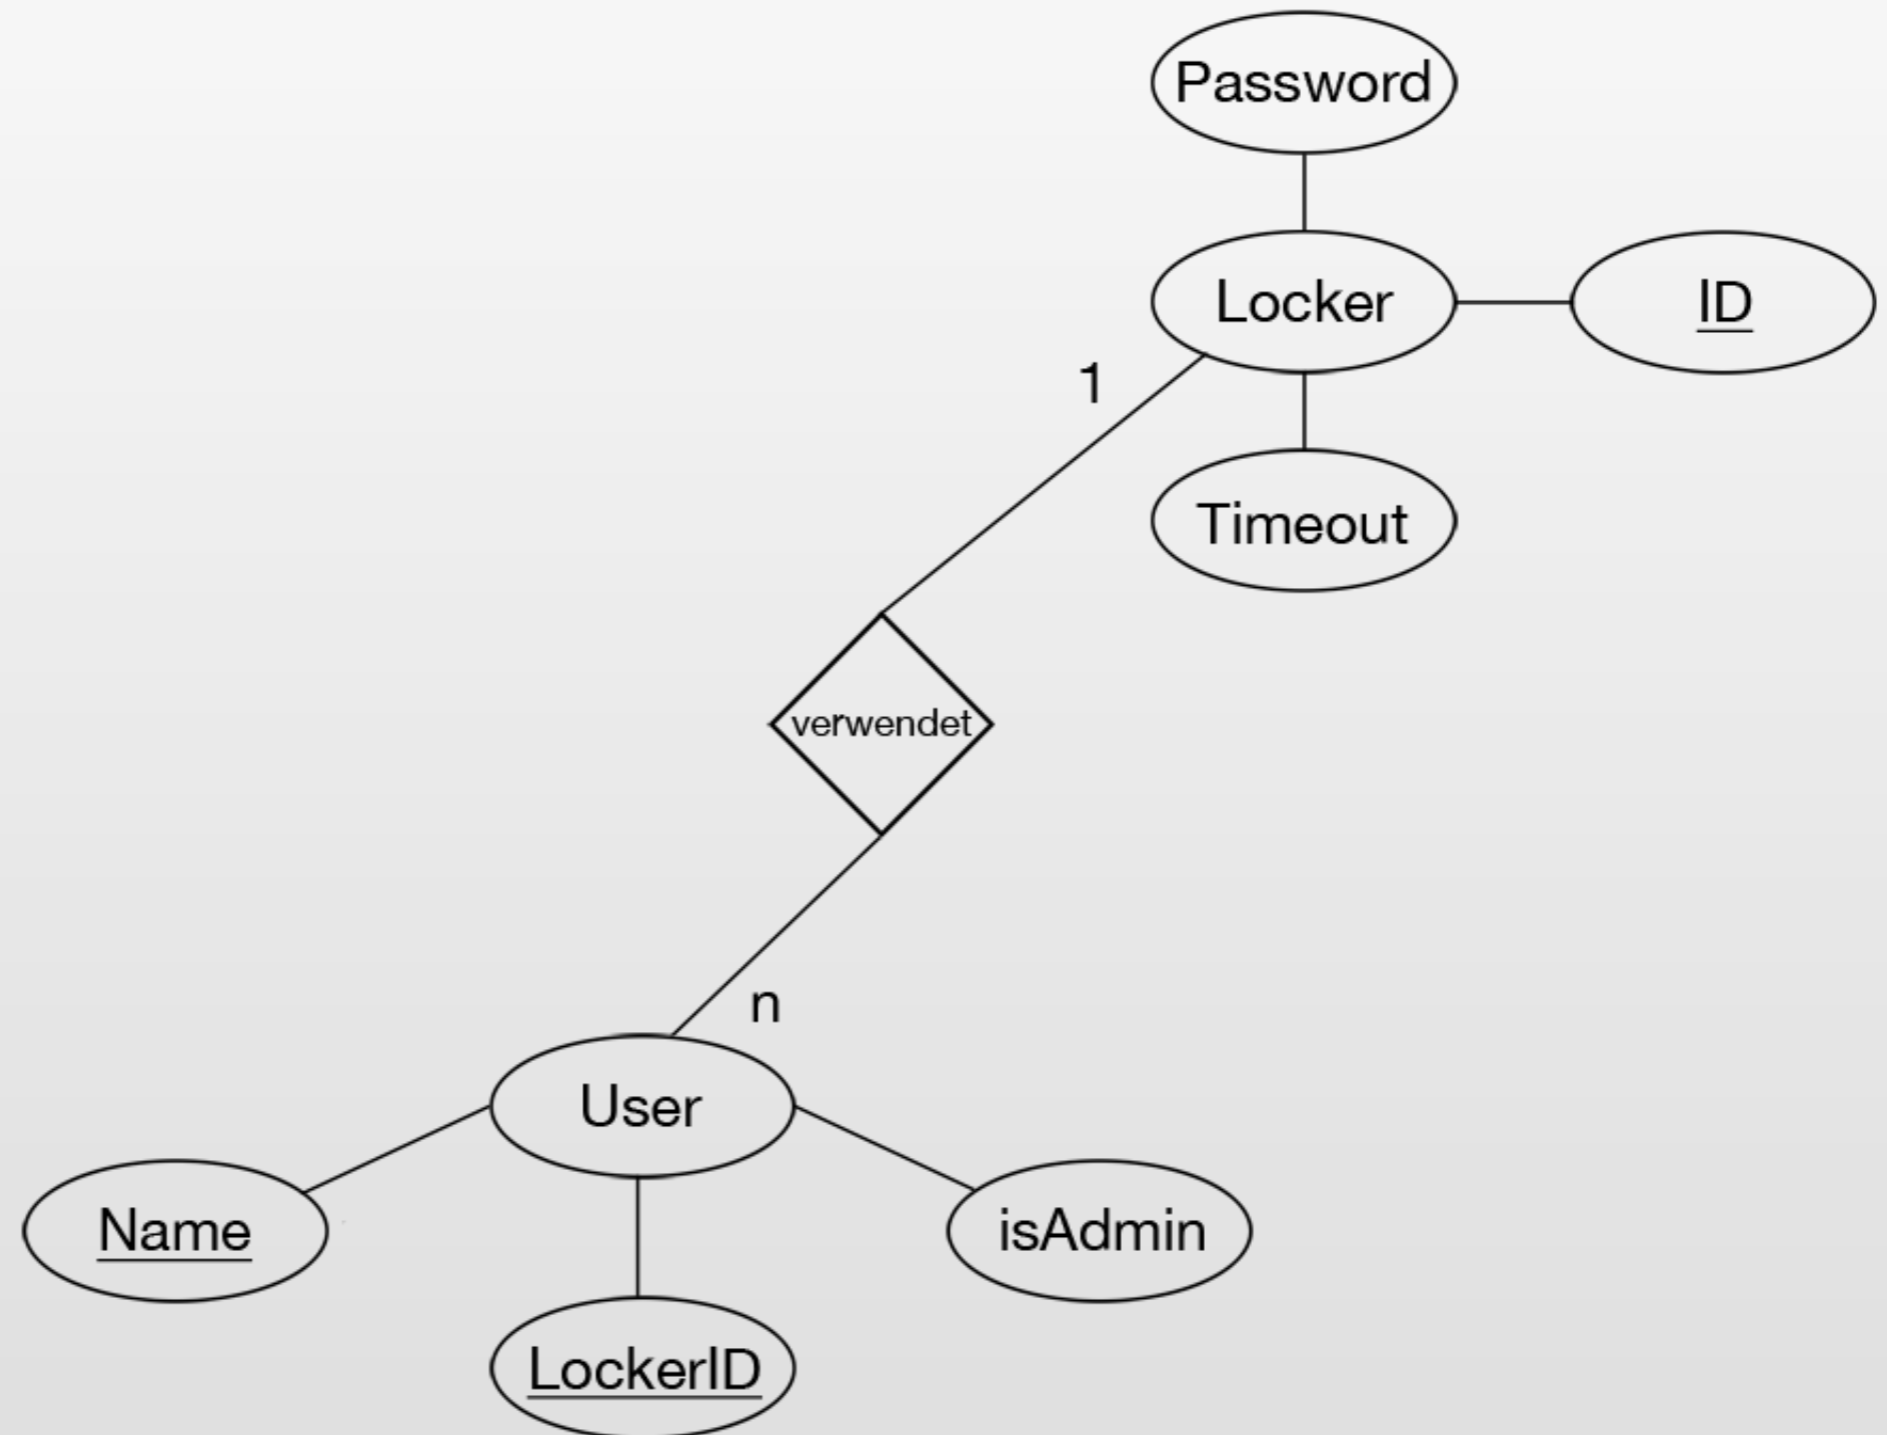 Password
Locker
ID
1
Timeout
verwendet
n
User
Name
isAdmin
LockerID